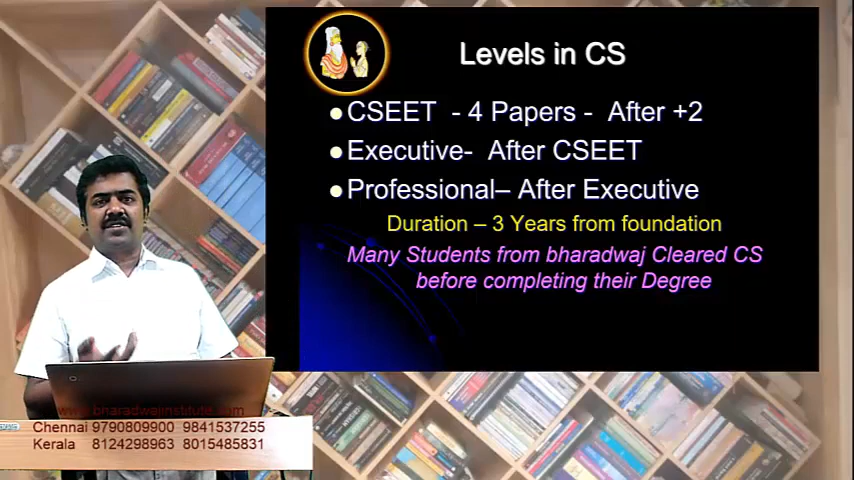 Levels in CS
●CSEET - 4 Papers - After +2
●Executive- After CSEET
●Professional– After Executive
Duration – 3 Years from foundation
Many Students from bharadwaj Cleared CS
before completing their Degree
www.bharadwajinstitute.com
Chennai 9790809900 9841537255
Kerala 8124298963 8015485831